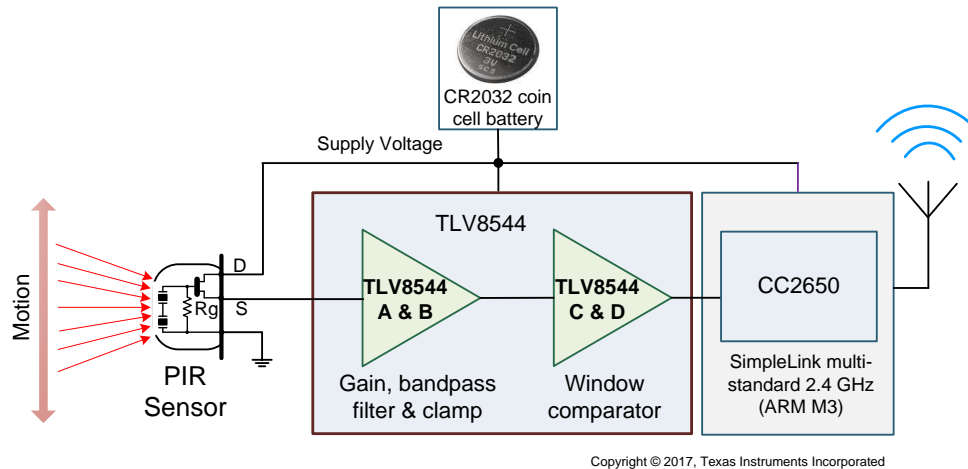 Lithium Cell
CR2032
3V
SCS
CR2032 coin
cell battery
Supply Voltage
TLV8544
D
S
Rg
Motion
PIR
Sensor
TLV8544
A & B
Gain, bandpass
filter & clamp
TLV8544
C & D
Window
comparator
CC2650
SimpleLink multi-
standard 2.4 GHz
(ARM M3)
Copyright © 2017, Texas Instruments Incorporated